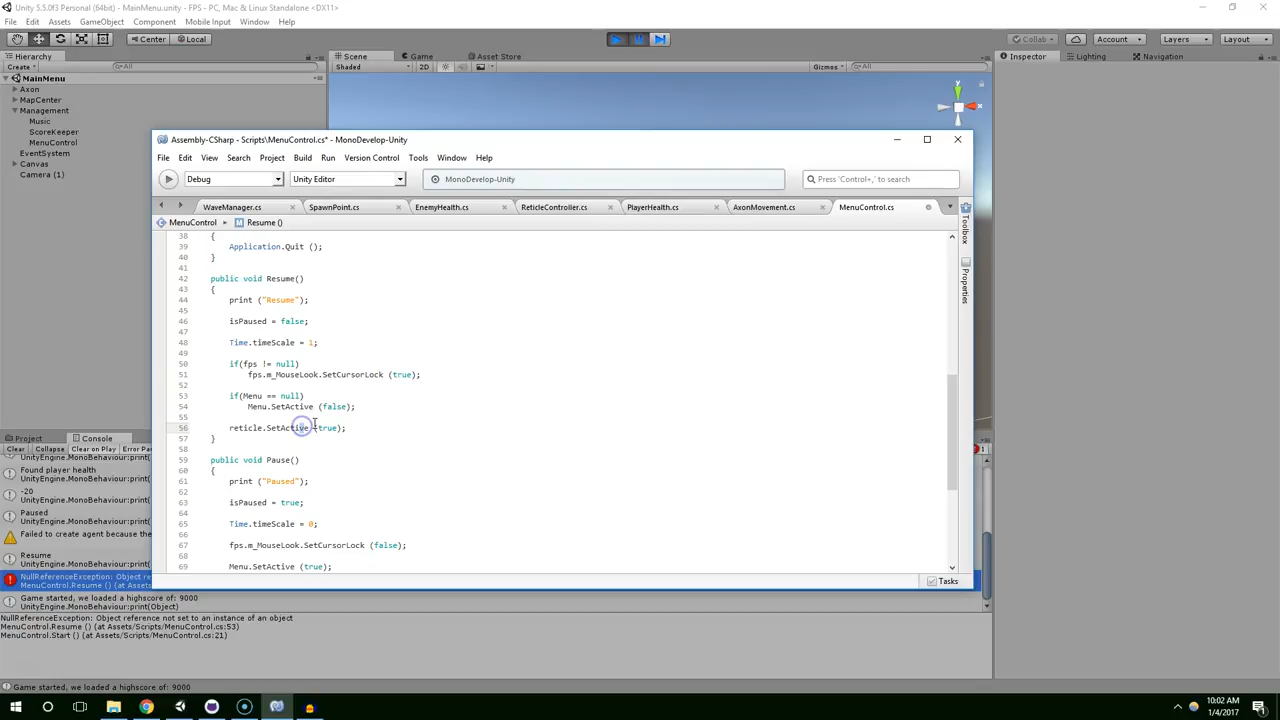 Unity 5.5.0f3 Personal (64bit) - MainMenu.unity - FPS - PC, Mac & Linux Standalone <DX11>
File Edit Assets GameObject Component Mobile Input Window Help
Center Local Collab Account Layers Layout
Hierarchy Scene Game Asset Store Inspector Lighting Navigation
Create All Shaded 2D Gizmos All
MainMenu
Axon
MapCenter
Management
Music
ScoreKeeper
MenuControl
EventSystem
Canvas
Camera (1)
Assembly-CSharp - Scripts\MenuControl.cs* - MonoDevelop-Unity
File Edit View Search Project Build Run Version Control Tools Window Help
Debug Unity Editor MonoDevelop-Unity Press 'Control+,' to search
WaveManager.cs SpawnPoint.cs EnemyHealth.cs ReticleController.cs PlayerHealth.cs AxonMovement.cs MenuControl.cs
MenuControl Resume ()
Toolbox
Properties
38 {
39 Application.Quit ();
40 }
41
42 public void Resume()
43 {
44 print ("Resume");
45
46 isPaused = false;
47
48 Time.timeScale = 1;
49
50 if(fps != null)
51 fps.m_MouseLook.SetCursorLock (true);
52
53 if(Menu == null)
54 Menu.SetActive (false);
55
56 reticle.SetActive (true);
57 }
58
59 public void Pause()
60 {
61 print ("Paused");
62
63 isPaused = true;
64
65 Time.timeScale = 0;
66
67 fps.m_MouseLook.SetCursorLock (false);
68
69 Menu.SetActive (true);
Tasks
Project Console
Clear Collapse Clear on Play Error Pa
1
UnityEngine.MonoBehaviour:print(
Found player health
UnityEngine.MonoBehaviour:print(
-20
UnityEngine.MonoBehaviour:print(
Paused
UnityEngine.MonoBehaviour:print(
Failed to create agent because the
Resume
UnityEngine.MonoBehaviour:print(
NullReferenceException: Object re
MenuControl.Resume () (at Assets/
Game started, we loaded a highscore of: 9000
UnityEngine.MonoBehaviour:print(Object)
NullReferenceException: Object reference not set to an instance of an object
MenuControl.Resume () (at Assets/Scripts/MenuControl.cs:53)
MenuControl.Start () (at Assets/Scripts/MenuControl.cs:21)
Game started, we loaded a highscore of: 9000
10:02 AM
1/4/2017